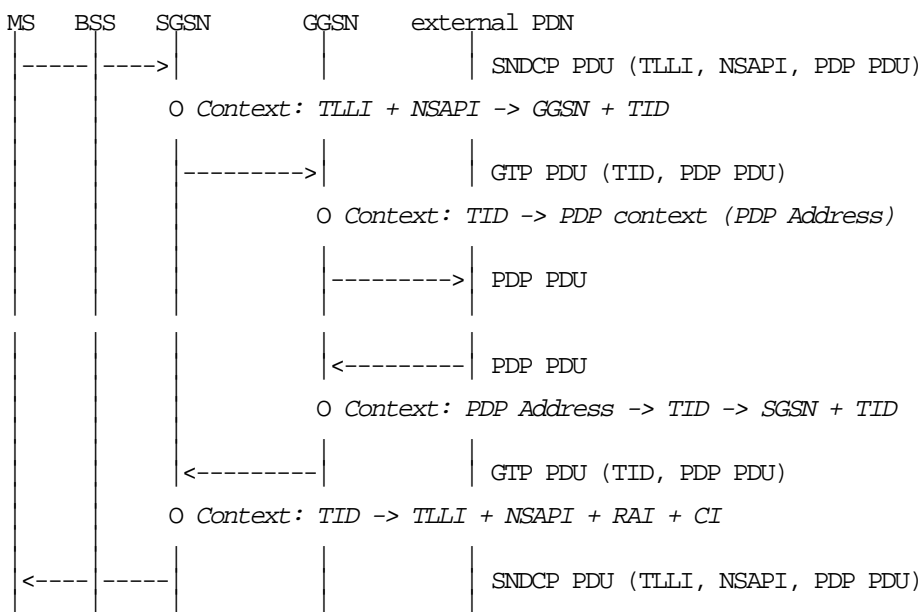 MS BSS SGSN GGSN external PDN
SNDCP PDU (TLLI, NSAPI, PDP PDU)
O Context: TLLI + NSAPI -> GGSN + TID
GTP PDU (TID, PDP PDU)
O Context: TID -> PDP context (PDP Address)
PDP PDU
PDP PDU
O Context: PDP Address -> TID -> SGSN + TID
GTP PDU (TID, PDP PDU)
O Context: TID -> TLLI + NSAPI + RAI + CI
SNDCP PDU (TLLI, NSAPI, PDP PDU)